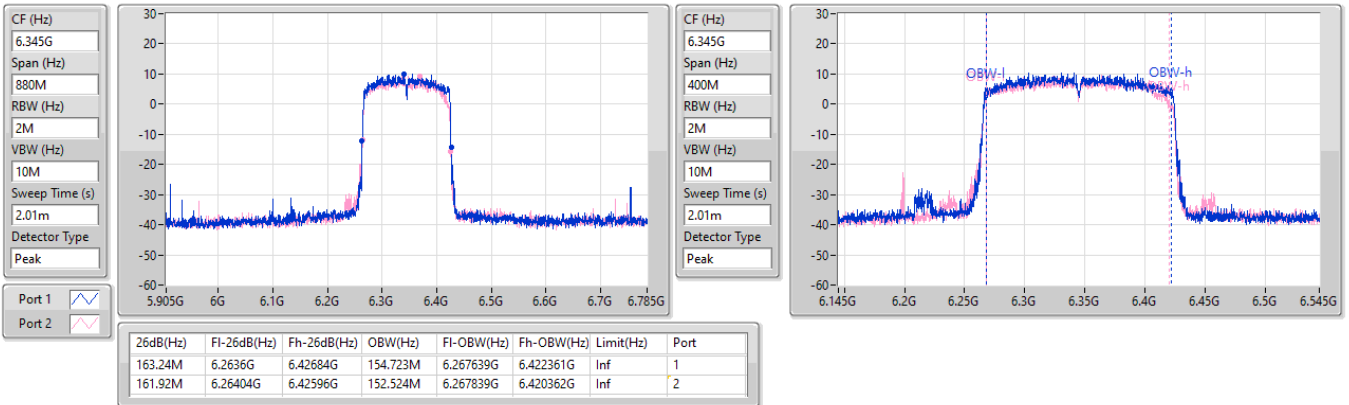 CF (Hz)
6.345G
Span (Hz)
880M
RBW (Hz)
2M
VBW (Hz)
10M
Sweep Time (s)
2.01m
Detector Type
Peak
Port 1
Port 2
30
20
10
0
-10
-20
-30
-40
-50
-60
5.905G 6G 6.1G 6.2G 6.3G 6.4G 6.5G 6.6G 6.7G 6.785G
CF (Hz)
6.345G
Span (Hz)
400M
RBW (Hz)
2M
VBW (Hz)
10M
Sweep Time (s)
2.01m
Detector Type
Peak
30
20
10
0
-10
-20
-30
-40
-50
-60
OBW-l OBW-h
6.145G 6.2G 6.25G 6.3G 6.35G 6.4G 6.45G 6.5G 6.545G
26dB(Hz) Fl-26dB(Hz) Fh-26dB(Hz) OBW(Hz) Fl-OBW(Hz) Fh-OBW(Hz) Limit(Hz) Port
163.24M 6.2636G 6.42684G 154.723M 6.267639G 6.422361G Inf 1
161.92M 6.26404G 6.42596G 152.524M 6.267839G 6.420362G Inf 2